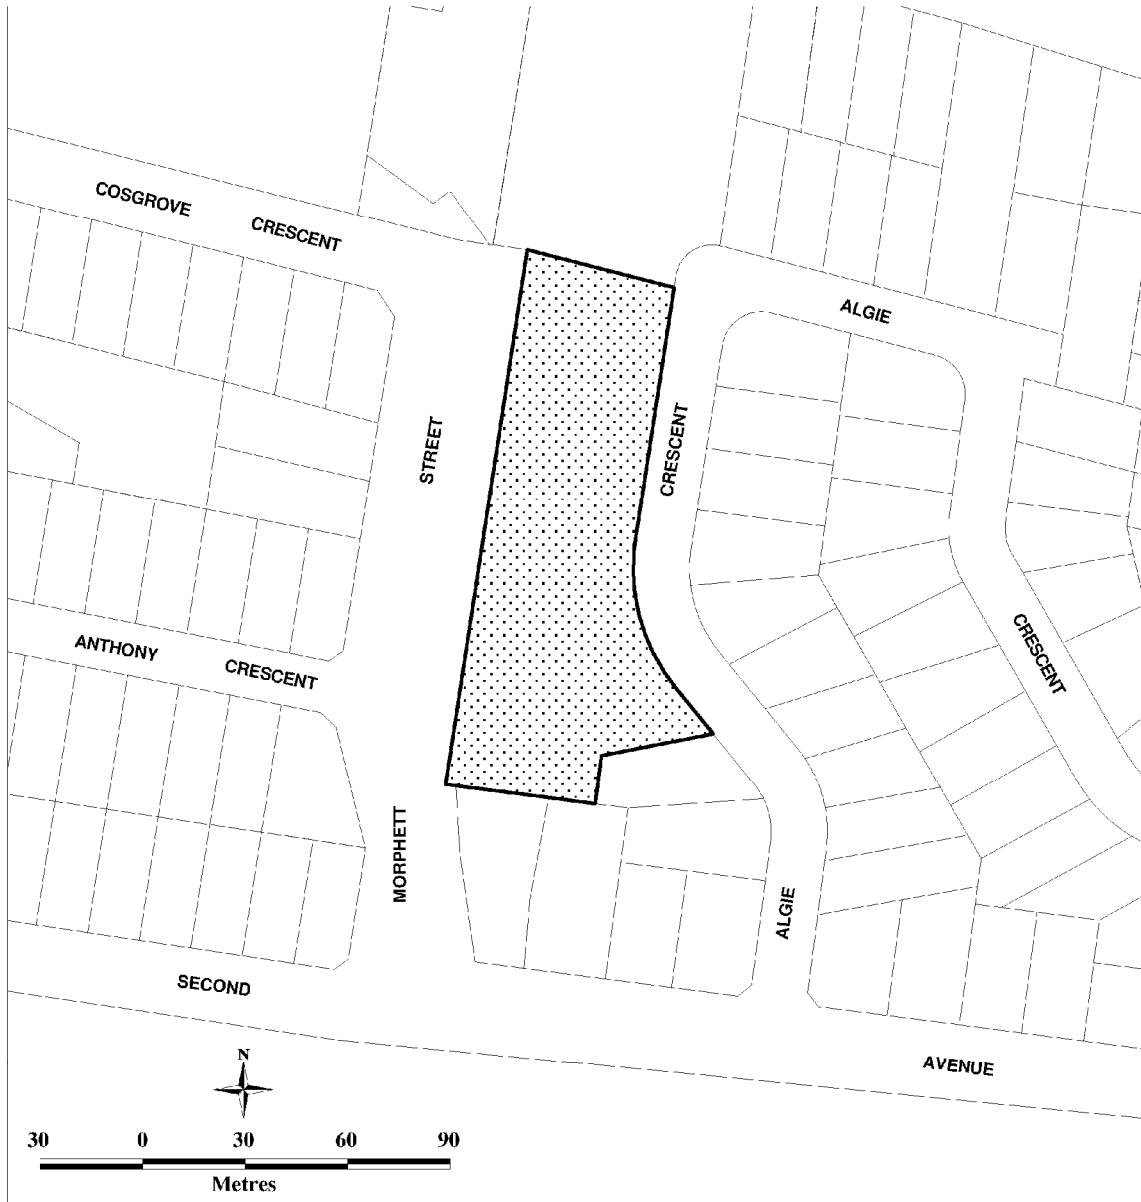 COSGROVE
CRESCENT
ALGIE
STREET
CRESCENT
CRESCENT
ANTHONY
CRESCENT
MORPHETT
ALGIE
SECOND
AVENUE
N
30 0 30 60 90
Metres